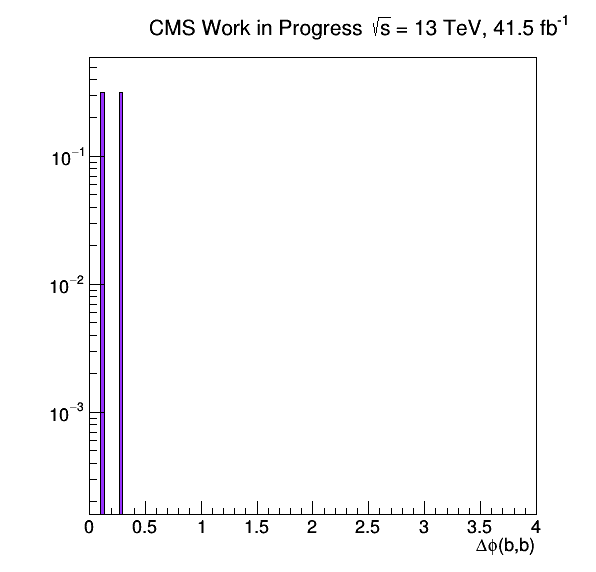 CMS Work in Progress √s = 13 TeV, 41.5 fb⁻¹
10⁻¹
10⁻²
10⁻³
0 0.5 1 1.5 2 2.5 3 3.5 4
Δϕ(b,b)